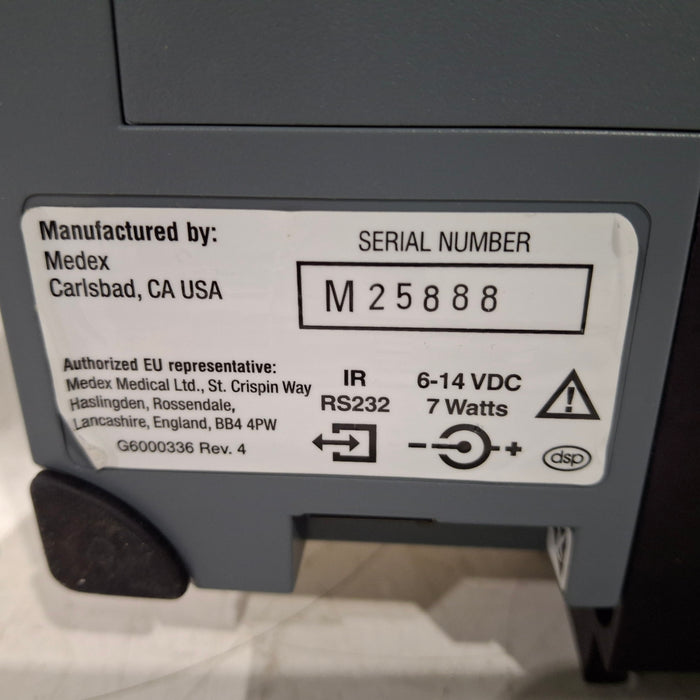 Manufactured by:
Medex
Carlsbad, CA USA
SERIAL NUMBER
M25888
Authorized EU representative:
Medex Medical Ltd., St. Crispin Way
Haslingden, Rossendale,
Lancashire, England, BB4 4PW
G6000336 Rev. 4
IR
RS232
6-14 VDC
7 Watts
- +
dsp